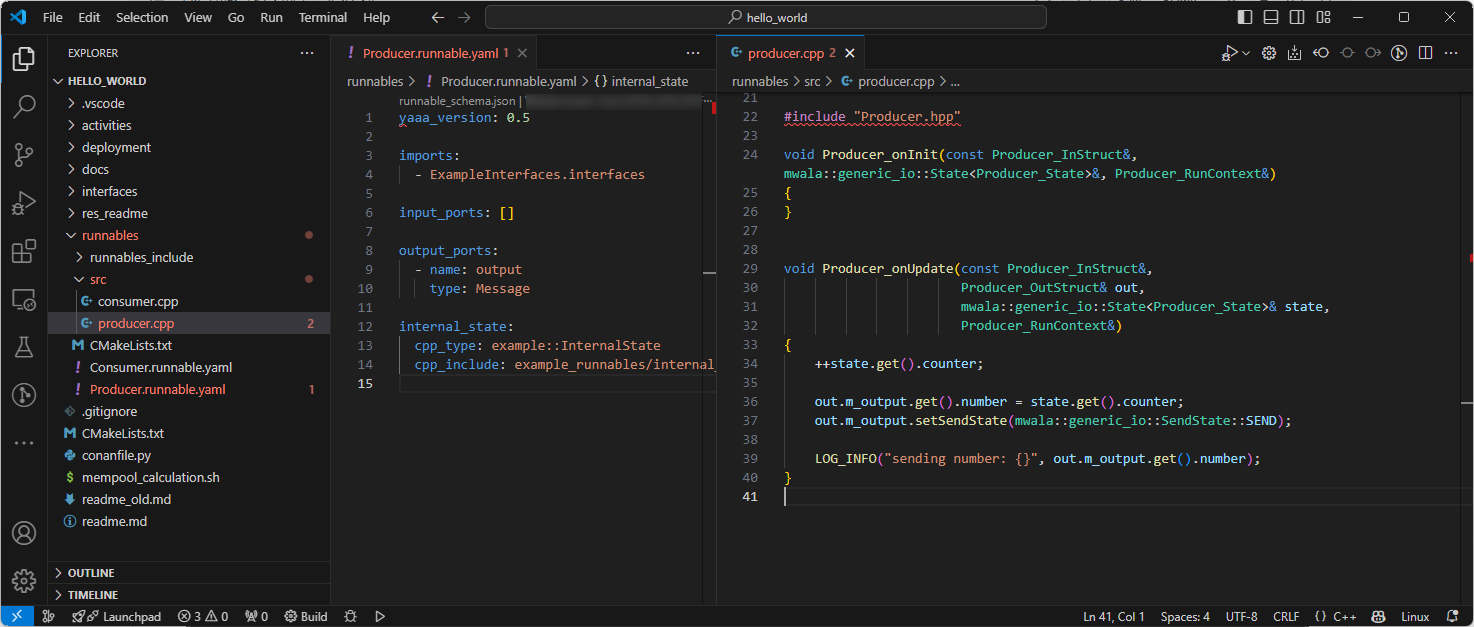 File Edit Selection View Go Run Terminal Help
hello_world
EXPLORER
HELLO_WORLD
.vscode
activities
deployment
docs
interfaces
res_readme
runnables
runnables_include
src
consumer.cpp
producer.cpp 2
CMakeLists.txt
Consumer.runnable.yaml
Producer.runnable.yaml 1
.gitignore
CMakeLists.txt
conanfile.py
mempool_calculation.sh
readme_old.md
readme.md
OUTLINE
TIMELINE
Producer.runnable.yaml 1
runnables > Producer.runnable.yaml > {} internal_state
runnable_schema.json |
1 yaaa_version: 0.5
2
3 imports:
4 - ExampleInterfaces.interfaces
5
6 input_ports: []
7
8 output_ports:
9 - name: output
10 type: Message
11
12 internal_state:
13 cpp_type: example::InternalState
14 cpp_include: example_runnables/internal_
15
producer.cpp 2
runnables > src > producer.cpp > ...
21
22 #include "Producer.hpp"
23
24 void Producer_onInit(const Producer_InStruct&,
mwala::generic_io::State<Producer_State>&, Producer_RunContext&)
25 {
26 }
27
28
29 void Producer_onUpdate(const Producer_InStruct&,
30 Producer_OutStruct& out,
31 mwala::generic_io::State<Producer_State>& state,
32 Producer_RunContext&)
33 {
34 ++state.get().counter;
35
36 out.m_output.get().number = state.get().counter;
37 out.m_output.setSendState(mwala::generic_io::SendState::SEND);
38
39 LOG_INFO("sending number: {}", out.m_output.get().number);
40 }
41
Launchpad 3 0 0 Build
Ln 41, Col 1 Spaces: 4 UTF-8 CRLF {} C++ Linux